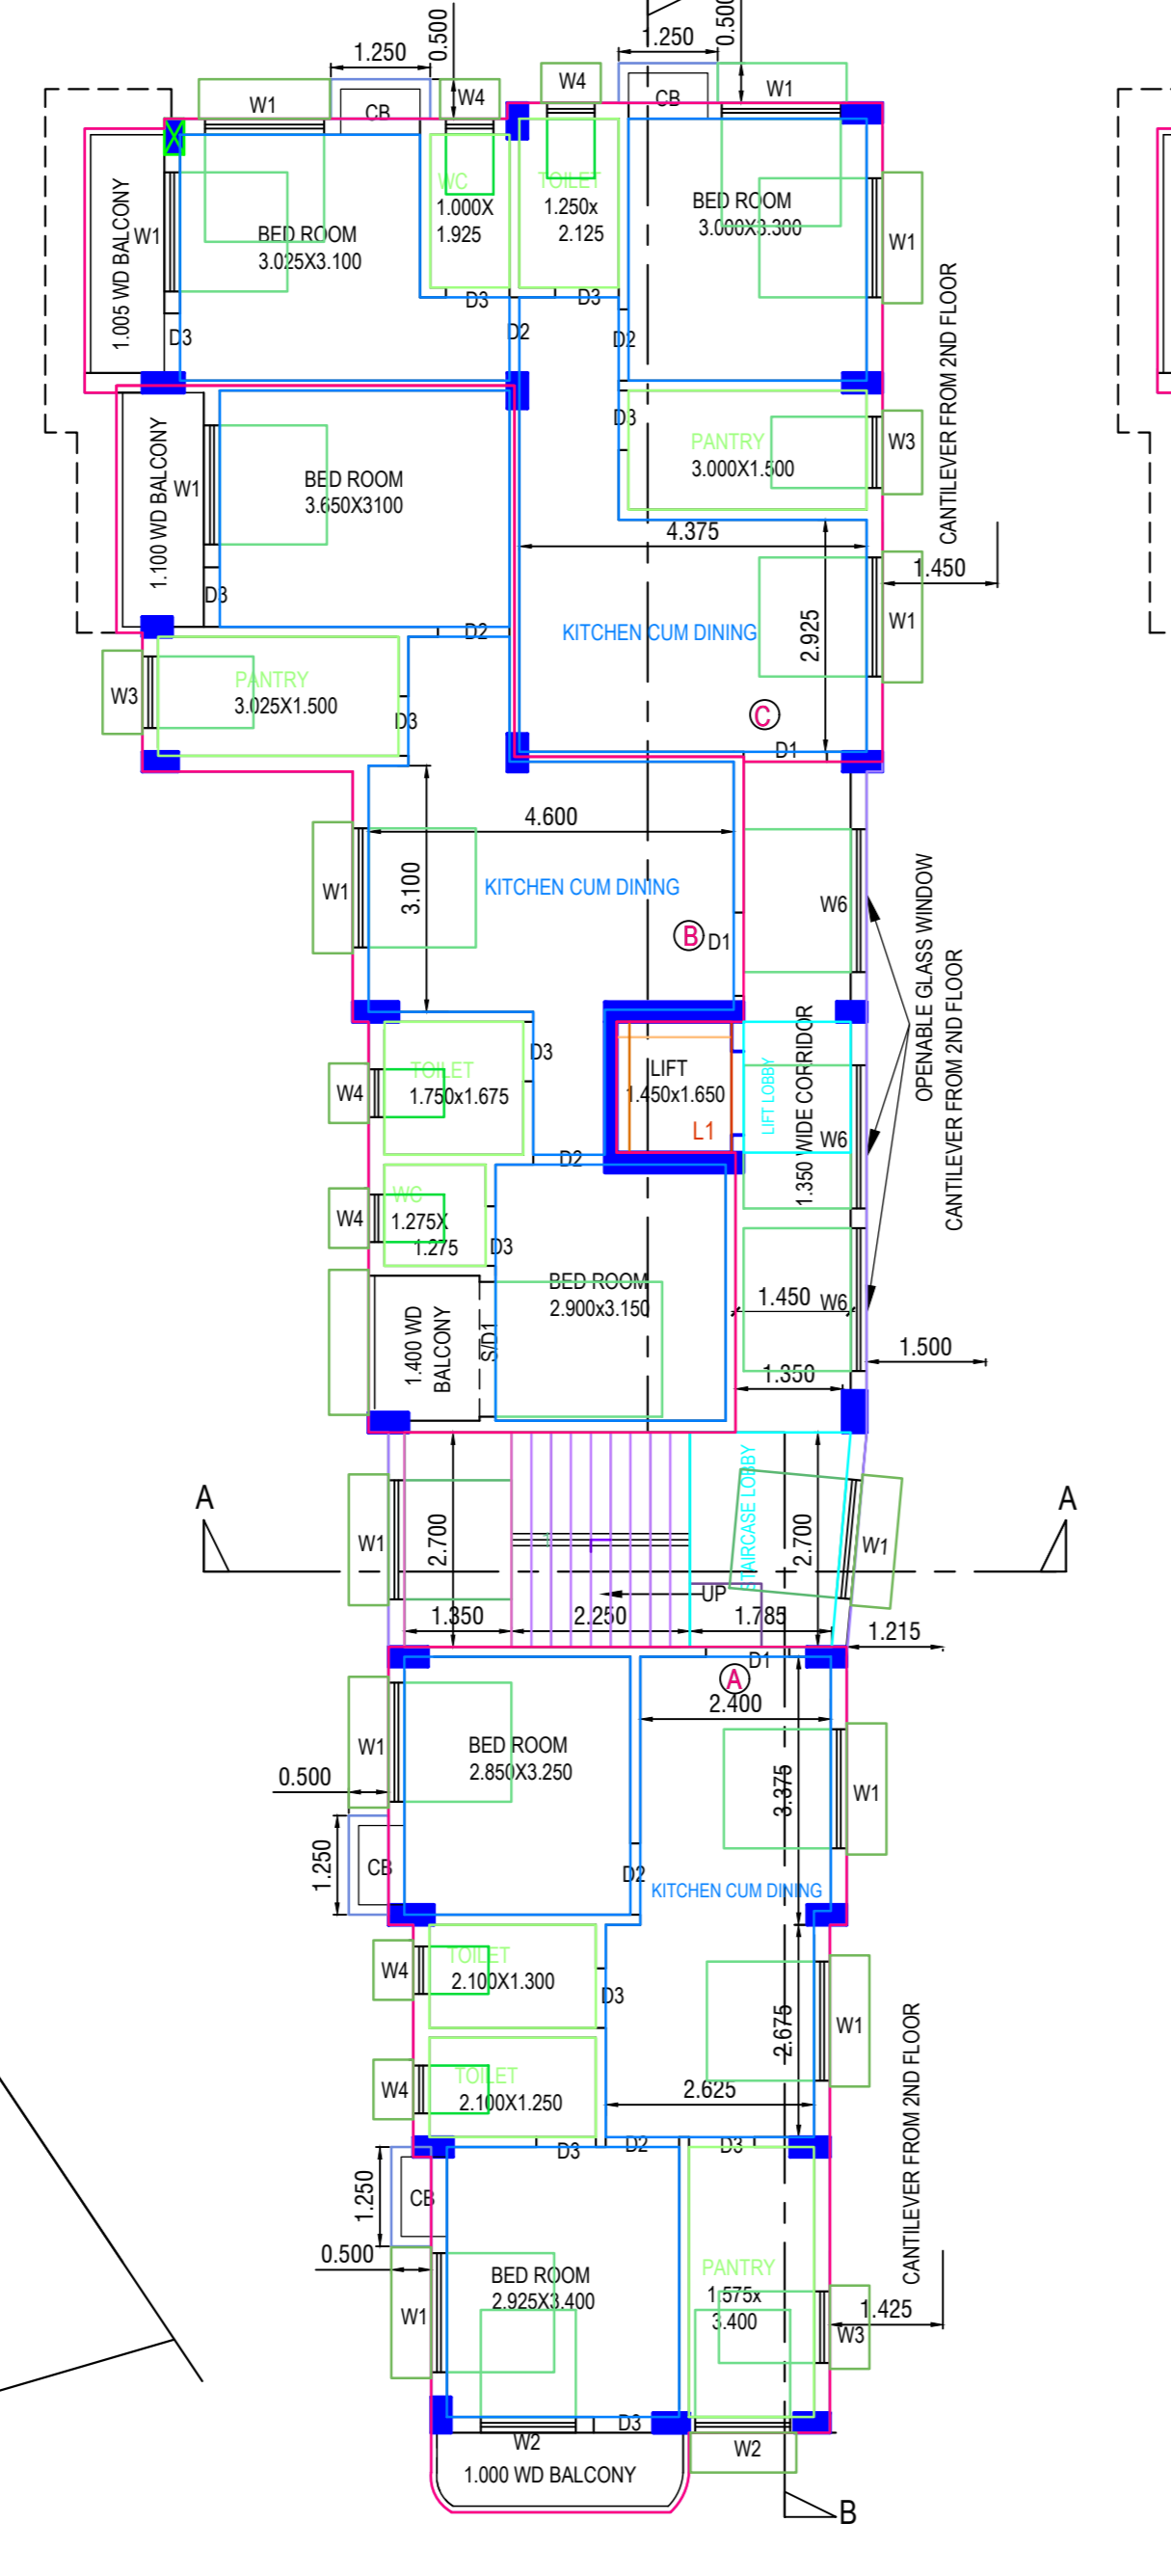 1.250
0.500
1.250
0.500
W1
CB
W4
W4
CB
W1
1.005 WD BALCONY
W1
BED ROOM
3.025X3.100
WC
1.000X
1.925
TOILET
1.250x
2.125
BED ROOM
3.000X3.300
W1
D3
D3
D3
D2
D2
CANTILEVER FROM 2ND FLOOR
1.100 WD BALCONY
W1
BED ROOM
3.650X3100
D3
PANTRY
3.000X1.500
W3
4.375
1.450
D3
D2
KITCHEN CUM DINING
2.925
W1
W3
PANTRY
3.025X1.500
D3
C
D1
4.600
3.100
W1
KITCHEN CUM DINING
B
D1
W6
OPENABLE GLASS WINDOW
CANTILEVER FROM 2ND FLOOR
TOILET
1.750x1.675
W4
D3
LIFT
1.450x1.650
L1
LIFT LOBBY
1.350 WIDE CORRIDOR
W6
D2
WC
1.275X
1.275
W4
D3
BED ROOM
2.900x3.150
1.450
W6
1.400 WD
BALCONY
S/D1
1.500
1.350
STAIRCASE LOBBY
A
A
W1
2.700
2.700
W1
UP
1.350
2.250
1.785
1.215
D1
A
2.400
W1
BED ROOM
2.850X3.250
0.500
3.375
W1
1.250
CB
D2
KITCHEN CUM DINING
TOILET
2.100X1.300
W4
D3
2.675
W1
TOILET
2.100X1.250
W4
2.625
CANTILEVER FROM 2ND FLOOR
D3
D2
D3
1.250
CB
0.500
BED ROOM
2.925X3.400
PANTRY
1.575x
3.400
W1
1.425
W3
D3
W2
W2
1.000 WD BALCONY
B